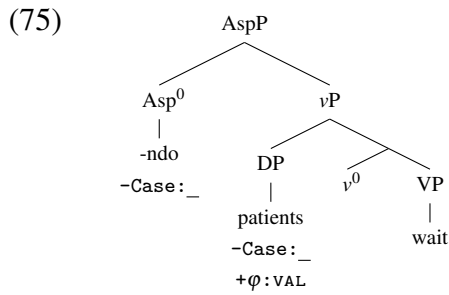 (75)
AspP
Asp⁰ vP
-ndo DP v⁰ VP
-Case:_ patients wait
-Case:_
+φ:VAL